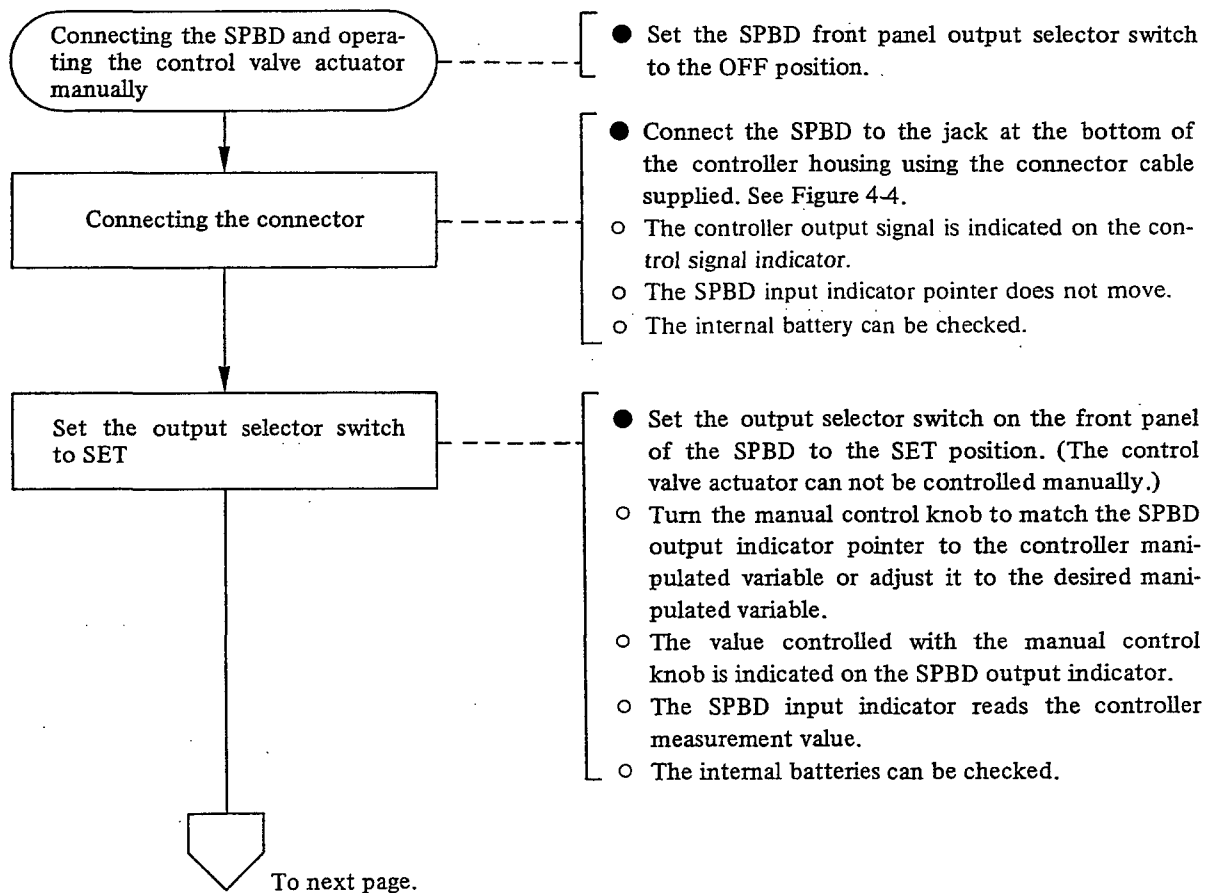 Connecting the SPBD and opera-
ting the control valve actuator
manually
● Set the SPBD front panel output selector switch
to the OFF position.
Connecting the connector
● Connect the SPBD to the jack at the bottom of
the controller housing using the connector cable
supplied. See Figure 4-4.
○ The controller output signal is indicated on the con-
trol signal indicator.
○ The SPBD input indicator pointer does not move.
○ The internal battery can be checked.
Set the output selector switch
to SET
● Set the output selector switch on the front panel
of the SPBD to the SET position. (The control
valve actuator can not be controlled manually.)
○ Turn the manual control knob to match the SPBD
output indicator pointer to the controller mani-
pulated variable or adjust it to the desired mani-
pulated variable.
○ The value controlled with the manual control
knob is indicated on the SPBD output indicator.
○ The SPBD input indicator reads the controller
measurement value.
○ The internal batteries can be checked.
To next page.